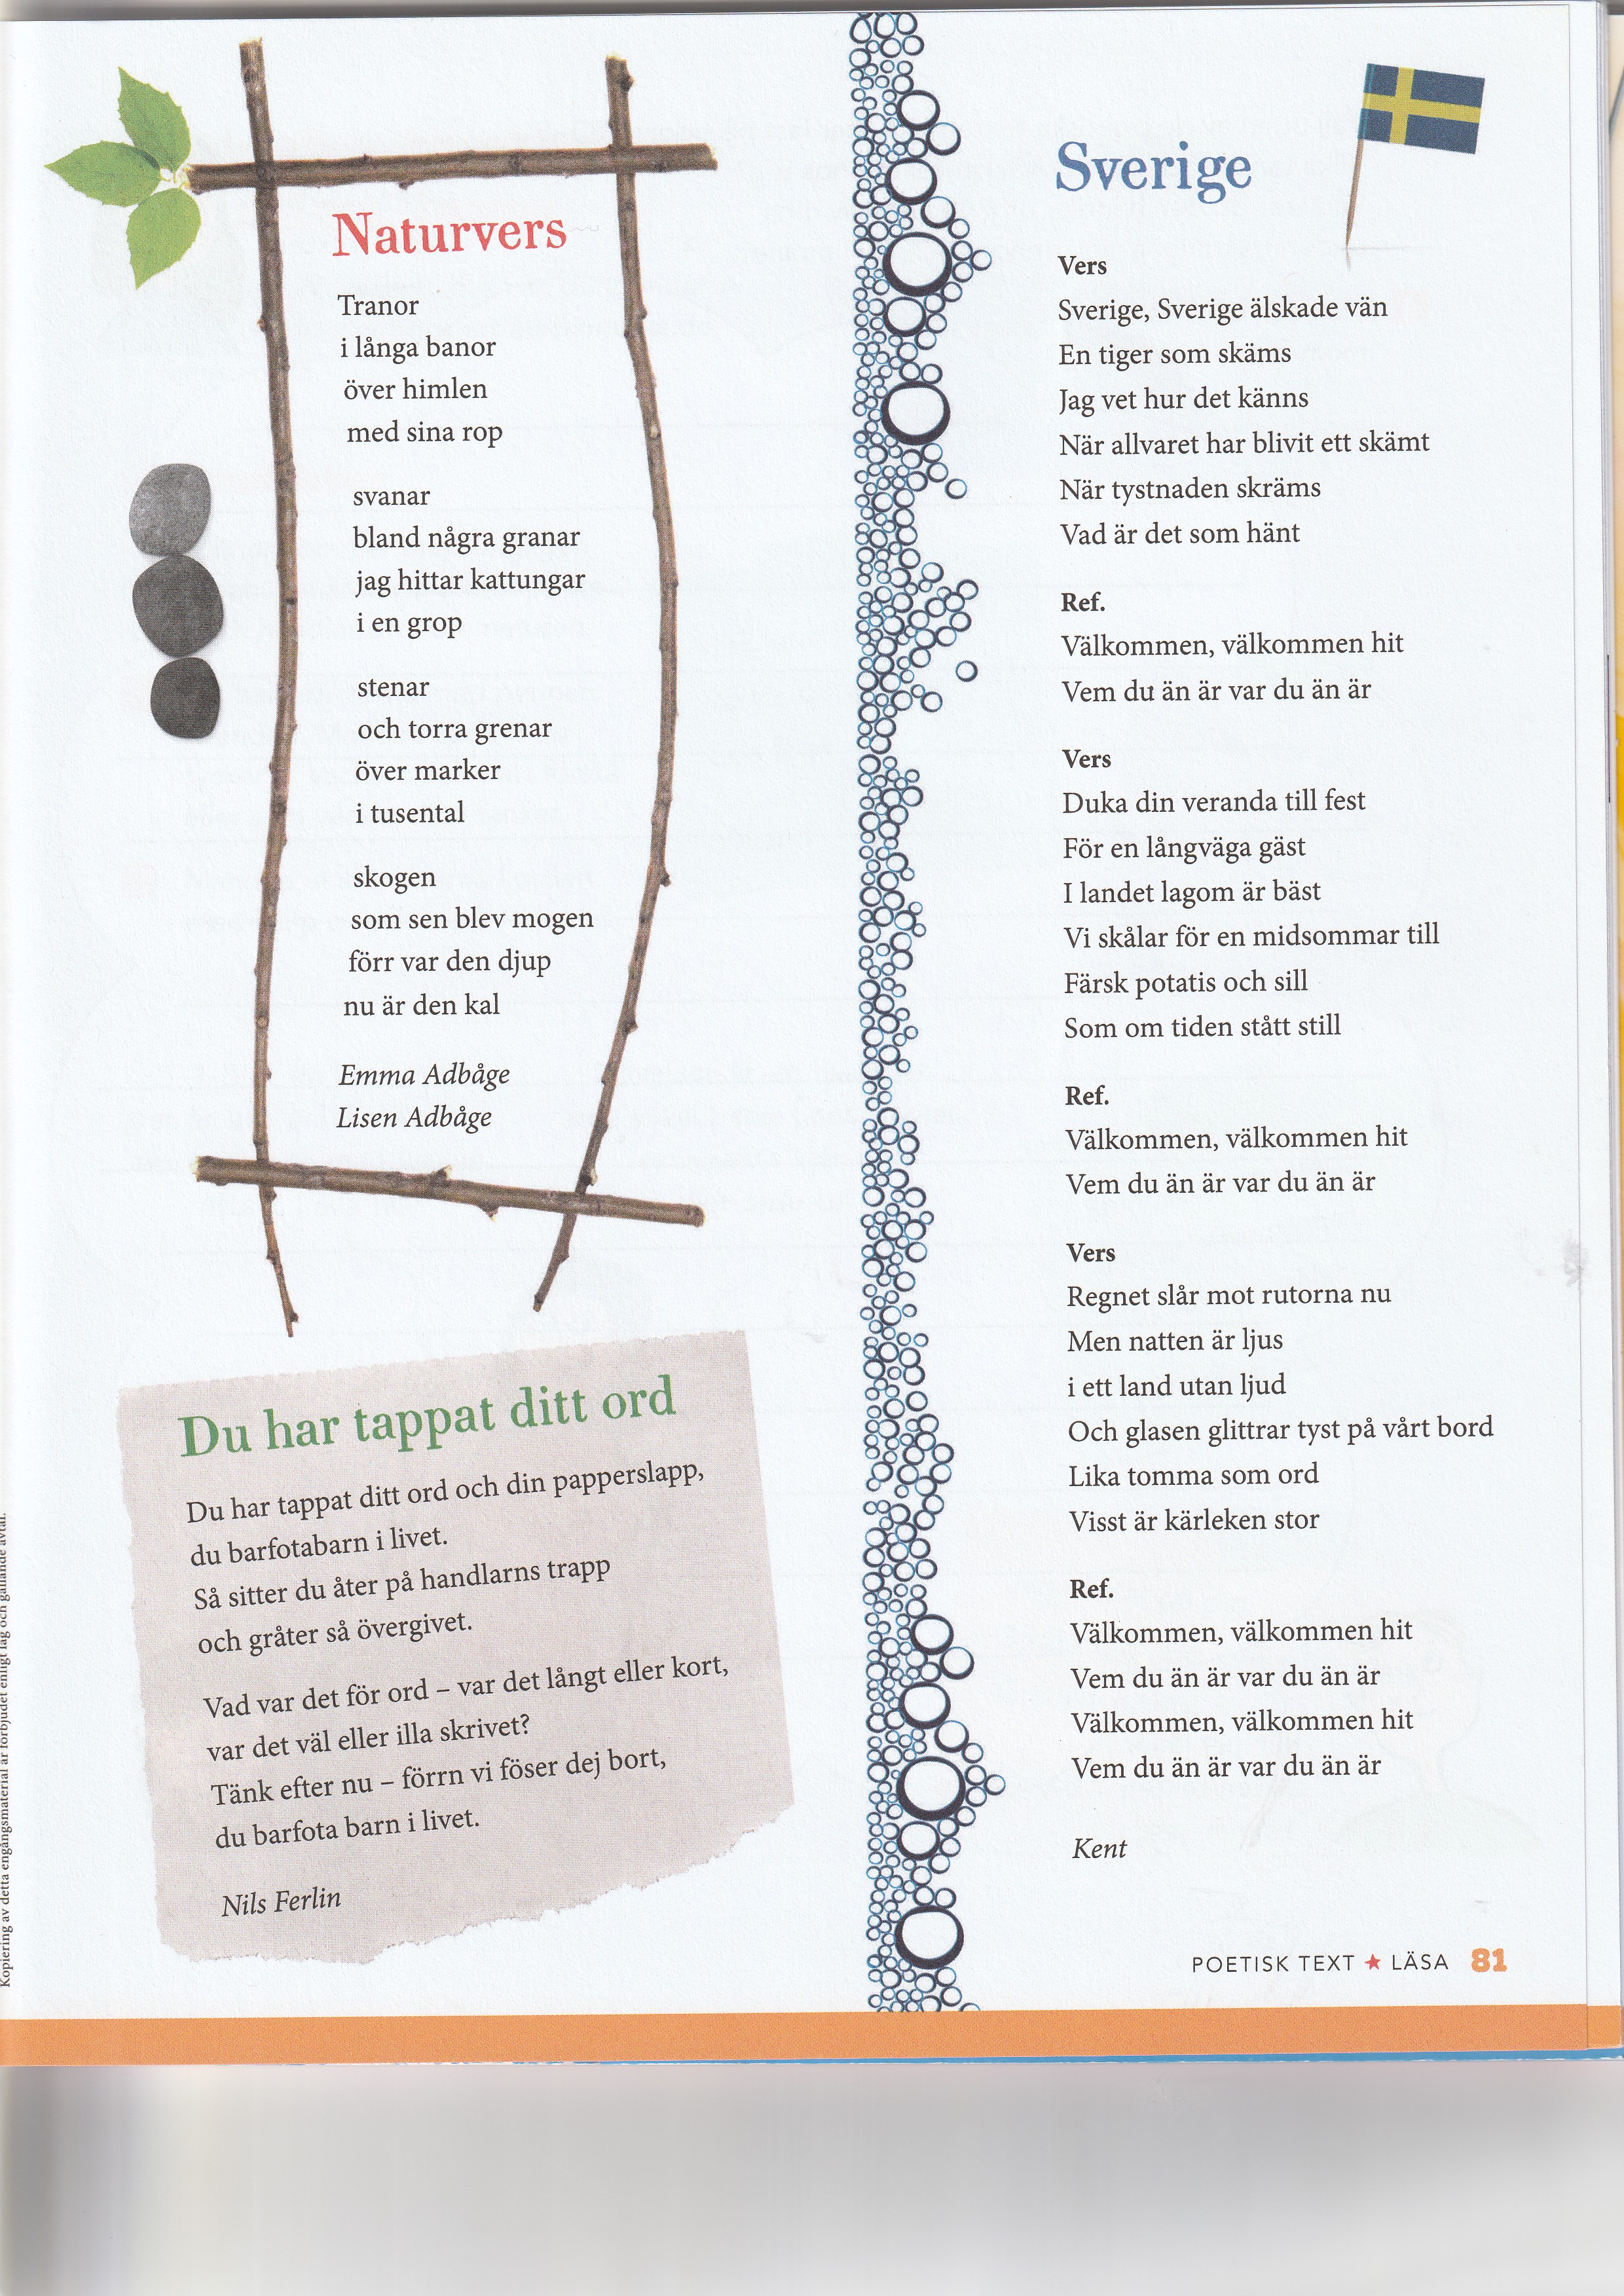 Naturvers
Tranor
i långa banor
över himlen
med sina rop
svanar
bland några granar
jag hittar kattungar
i en grop
stenar
och torra grenar
över marker
i tusental
skogen
som sen blev mogen
förr var den djup
nu är den kal
Emma Adbåge
Lisen Adbåge
Du har tappat ditt ord
Du har tappat ditt ord och din papperslapp,
du barfotabarn i livet.
Så sitter du åter på handlarns trapp
och gråter så övergivet.
Vad var det för ord – var det långt eller kort,
var det väl eller illa skrivet?
Tänk efter nu – förrn vi föser dej bort,
du barfota barn i livet.
Nils Ferlin
Kopiering av detta engångsmaterial är förbjudet enligt lag och gällande avtal.
Sverige
Vers
Sverige, Sverige älskade vän
En tiger som skäms
Jag vet hur det känns
När allvaret har blivit ett skämt
När tystnaden skräms
Vad är det som hänt
Ref.
Välkommen, välkommen hit
Vem du än är var du än är
Vers
Duka din veranda till fest
För en långväga gäst
I landet lagom är bäst
Vi skålar för en midsommar till
Färsk potatis och sill
Som om tiden stått still
Ref.
Välkommen, välkommen hit
Vem du än är var du än är
Vers
Regnet slår mot rutorna nu
Men natten är ljus
i ett land utan ljud
Och glasen glittrar tyst på vårt bord
Lika tomma som ord
Visst är kärleken stor
Ref.
Välkommen, välkommen hit
Vem du än är var du än är
Välkommen, välkommen hit
Vem du än är var du än är
Kent
POETISK TEXT ★ LÄSA 81